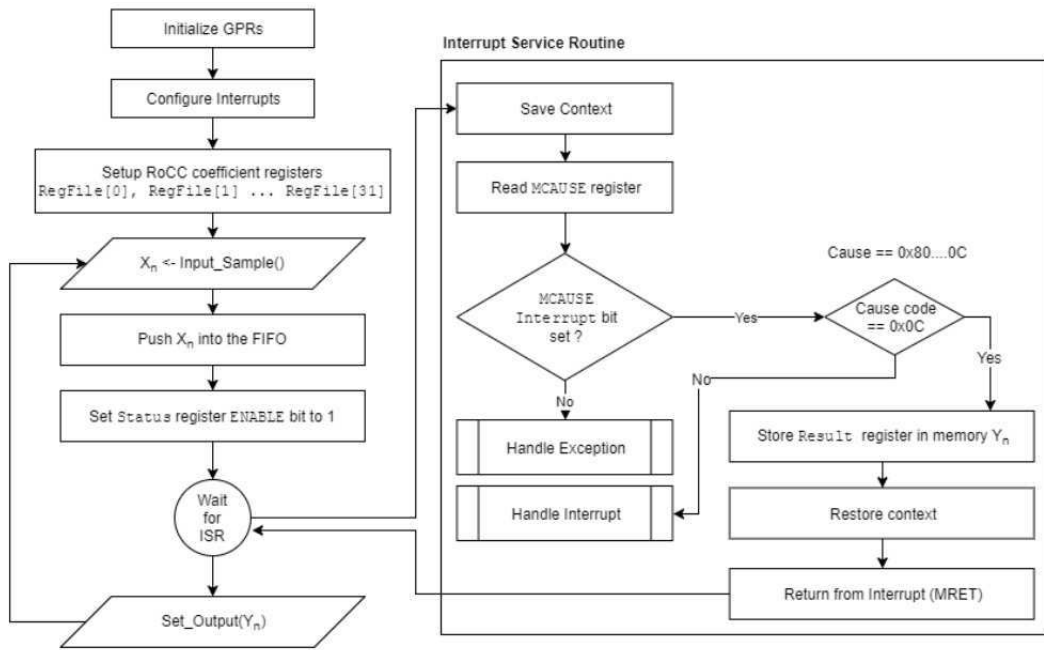 Initialize GPRs
Configure Interrupts
Setup RoCC coefficient registers
RegFile[0], RegFile[1] ... RegFile[31]
Xn <- Input_Sample()
Push Xn into the FIFO
Set Status register ENABLE bit to 1
Wait
for
ISR
Set_Output(Yn)
Interrupt Service Routine
Save Context
Read MCAUSE register
MCAUSE
Interrupt bit
set ?
Yes
No
Cause == 0x80....0C
Cause code
== 0x0C
Yes
No
Handle Exception
Handle Interrupt
Store Result register in memory Yn
Restore context
Return from Interrupt (MRET)